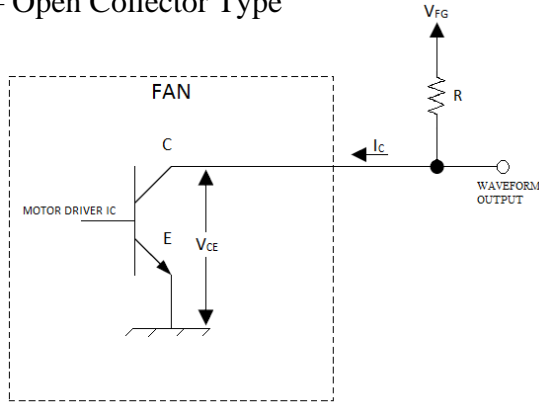 – Open Collector Type
VFG
FAN
R
C
IC
WAVEFORM
OUTPUT
MOTOR DRIVER IC
E
VCE